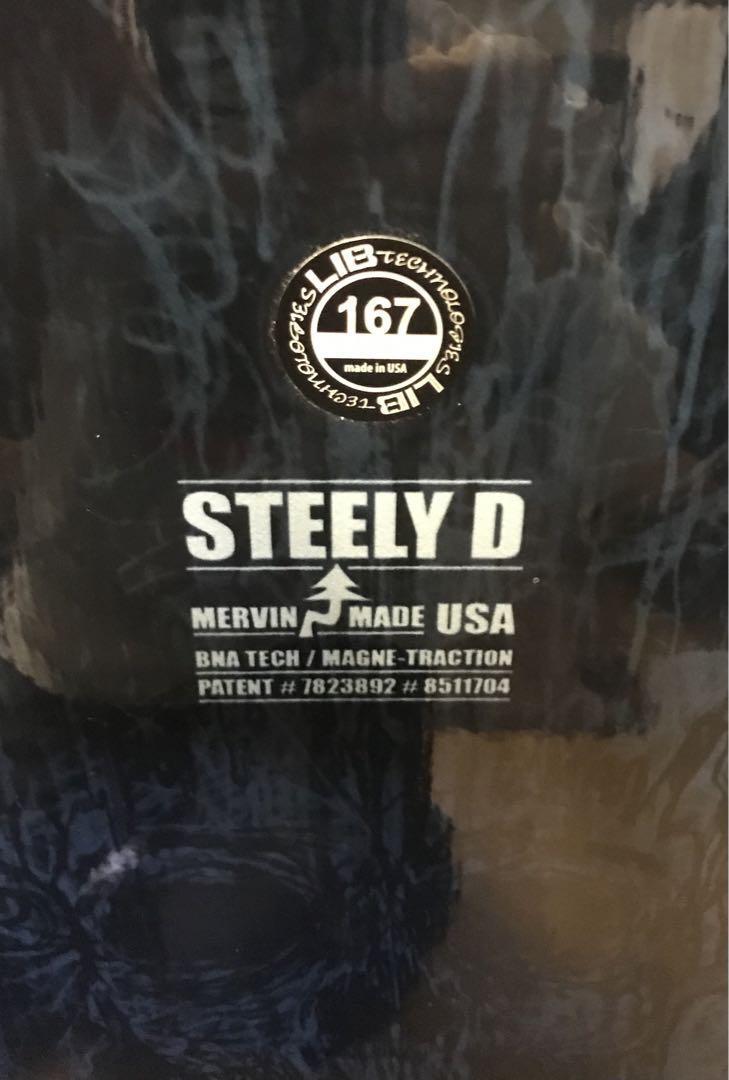 LIB TECHNOLOGIES
167
made in USA
LIB TECHNOLOGIES
STEELY D
MERVIN MADE USA
BNA TECH / MAGNE-TRACTION
PATENT # 7823892 # 8511704